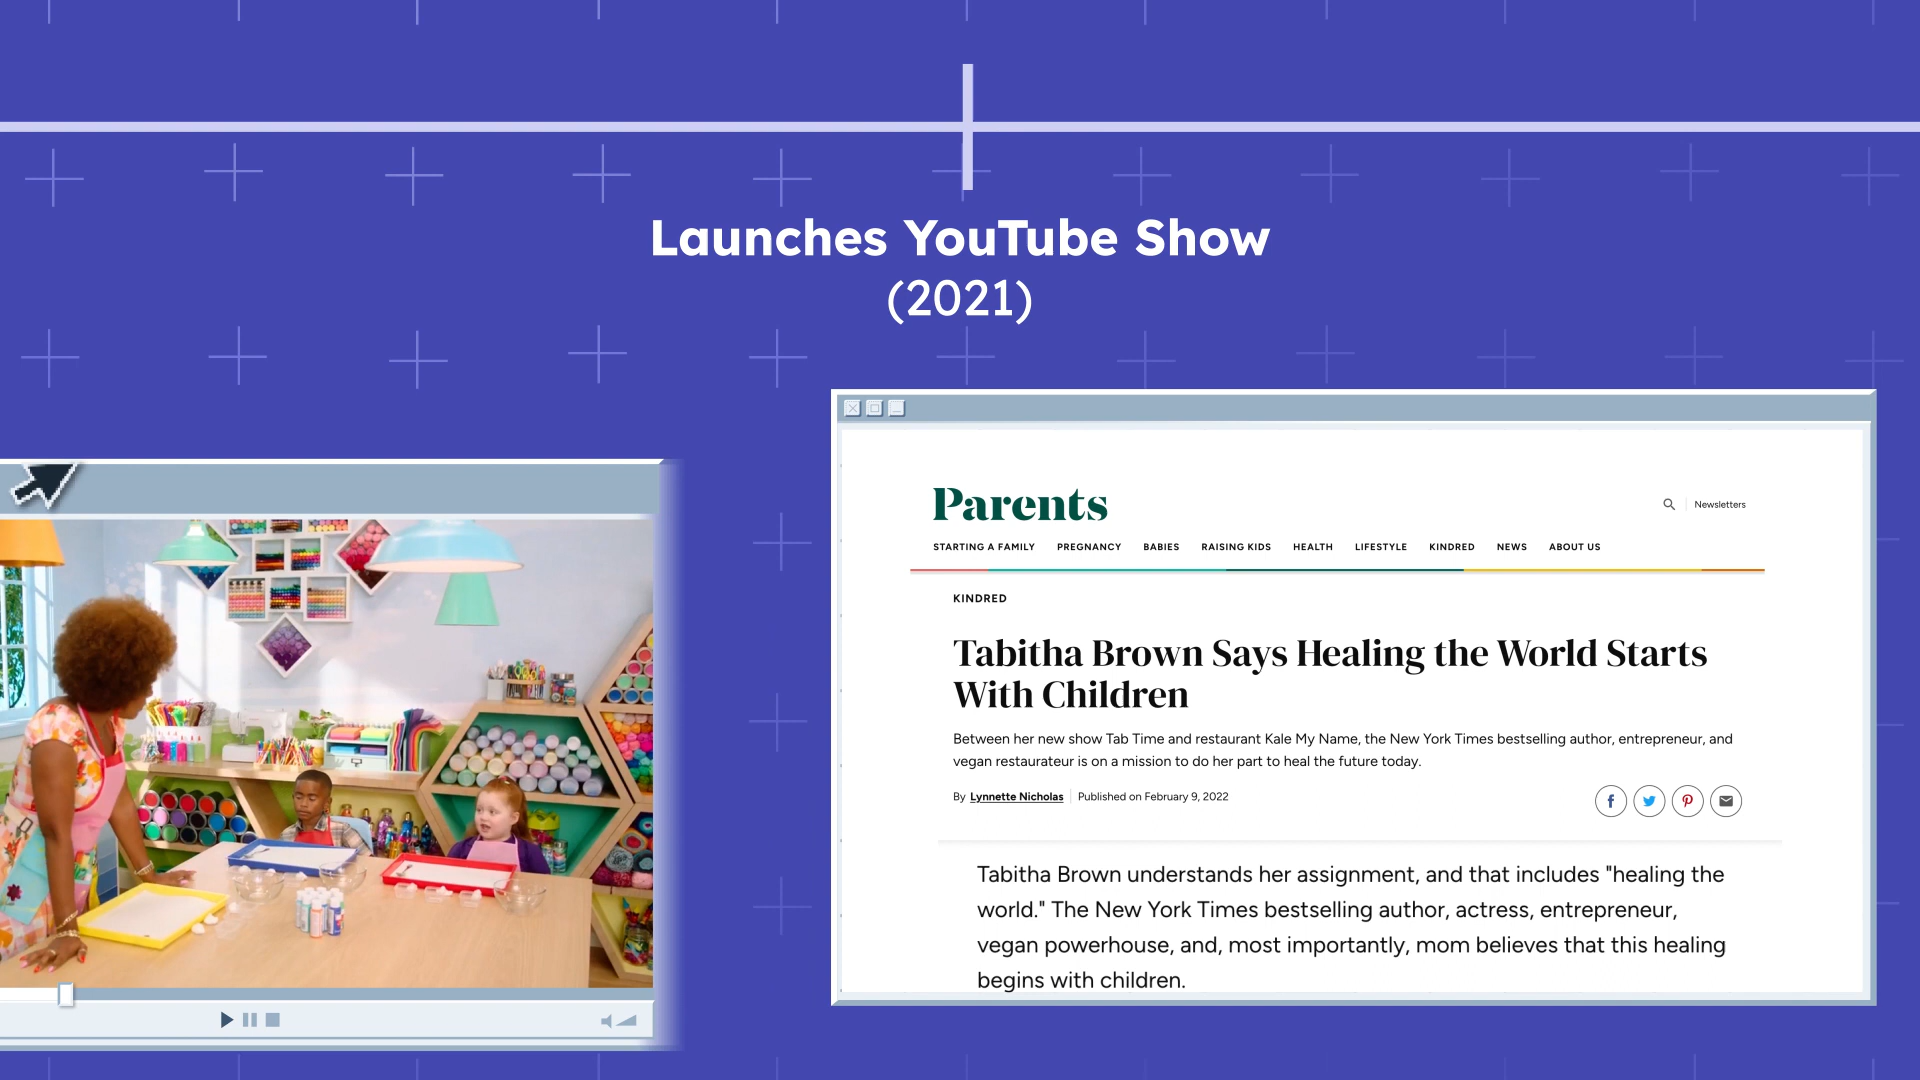 Launches YouTube Show
(2021)
Parents
Newsletters
STARTING A FAMILY PREGNANCY BABIES RAISING KIDS HEALTH LIFESTYLE KINDRED NEWS ABOUT US
KINDRED
Tabitha Brown Says Healing the World Starts
With Children
Between her new show Tab Time and restaurant Kale My Name, the New York Times bestselling author, entrepreneur, and
vegan restaurateur is on a mission to do her part to heal the future today.
By Lynnette Nicholas Published on February 9, 2022
Tabitha Brown understands her assignment, and that includes "healing the
world." The New York Times bestselling author, actress, entrepreneur,
vegan powerhouse, and, most importantly, mom believes that this healing
begins with children.